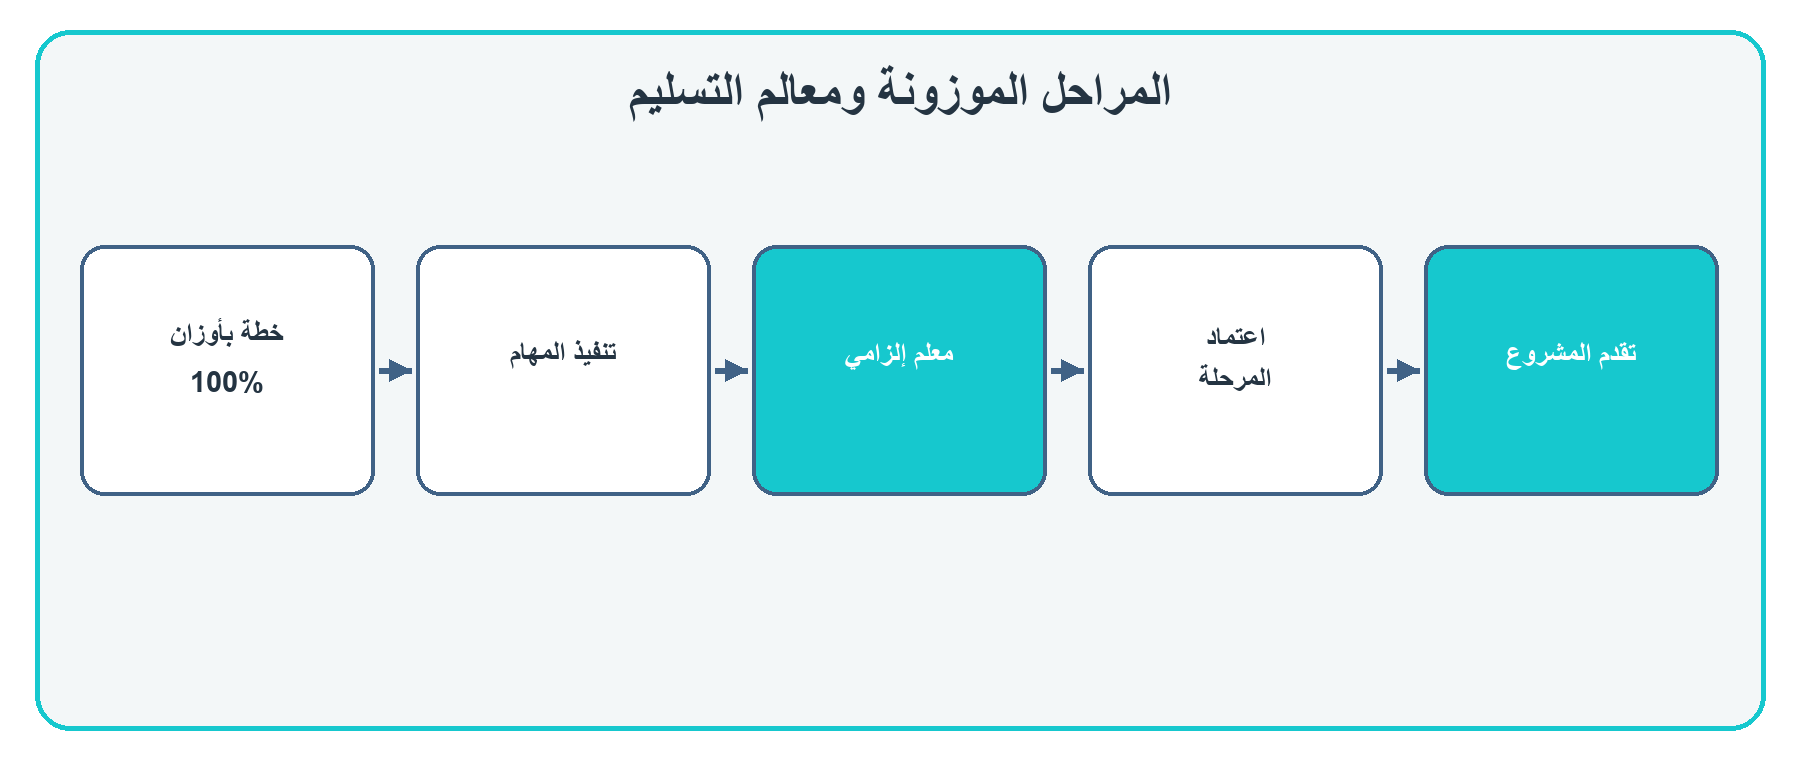 المراحل الموزونة ومعالم التسليم
خطة بأوزان
100%
تنفيذ المهام
معلم إلزامي
اعتماد
المرحلة
تقدم المشروع